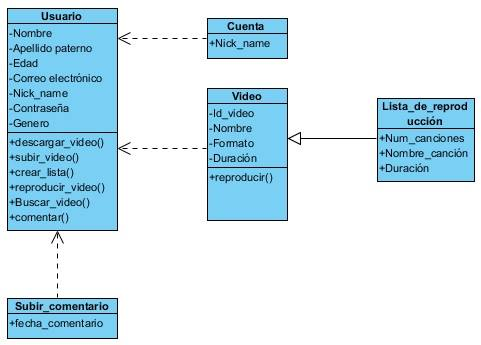 Usuario
-Nombre
-Apellido paterno
-Edad
-Correo electrónico
-Nick_name
-Contraseña
-Genero
+descargar_video()
+subir_video()
+crear_lista()
+reproducir_video()
+Buscar_video()
+comentar()
Cuenta
+Nick_name
Video
-Id_video
-Nombre
-Formato
-Duración
+reproducir()
Lista_de_reprod
ucción
+Num_canciones
+Nombre_canción
+Duración
Subir_comentario
+fecha_comentario